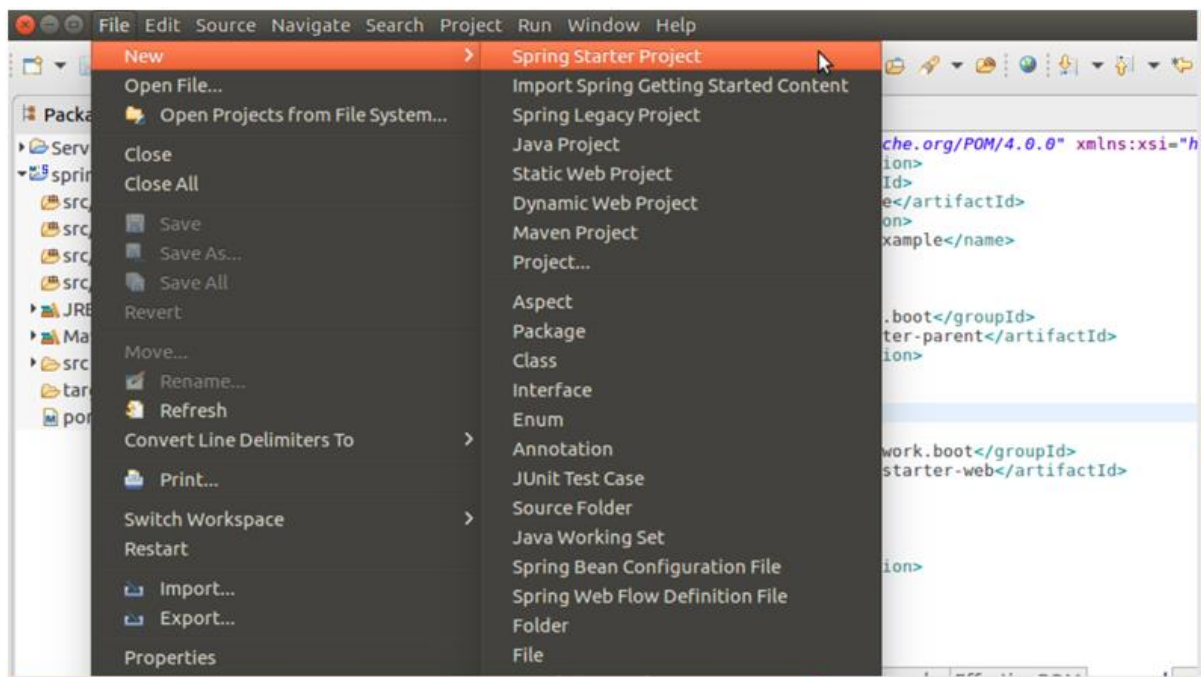 File Edit Source Navigate Search Project Run Window Help
New
Open File...
Open Projects from File System...
Close
Close All
Save
Save As...
Save All
Revert
Move...
Rename...
Refresh
Convert Line Delimiters To
Print...
Switch Workspace
Restart
Import...
Export...
Properties
Spring Starter Project
Import Spring Getting Started Content
Spring Legacy Project
Java Project
Static Web Project
Dynamic Web Project
Maven Project
Project...
Aspect
Package
Class
Interface
Enum
Annotation
JUnit Test Case
Source Folder
Java Working Set
Spring Bean Configuration File
Spring Web Flow Definition File
Folder
File
Packa
Serv
sprin
src/
src/
src/
src/
JRE
Ma
src
tar
por
che.org/POM/4.0.0" xmlns:xsi="h
ion>
Id>
e</artifactId>
on>
xample</name>
.boot</groupId>
ter-parent</artifactId>
ion>
work.boot</groupId>
starter-web</artifactId>
ion>